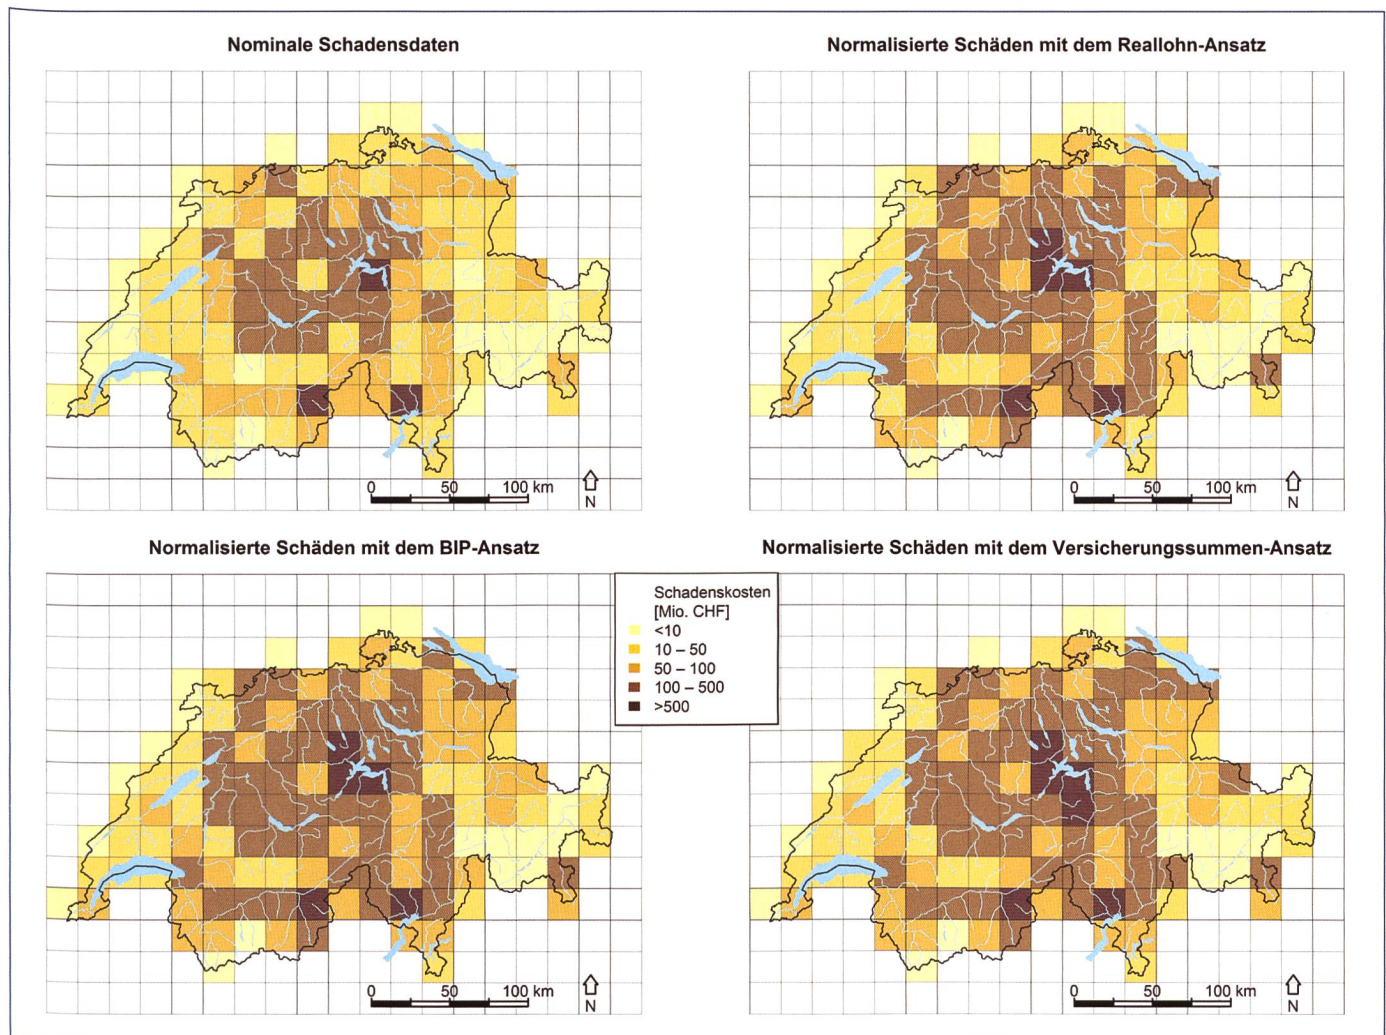 Nominale Schadensdaten
Normalisierte Schäden mit dem Reallohn-Ansatz
0 50 100 km
N
0 50 100 km
N
Normalisierte Schäden mit dem BIP-Ansatz
Normalisierte Schäden mit dem Versicherungssummen-Ansatz
Schadenskosten
[Mio. CHF]
<10
10 – 50
50 – 100
100 – 500
>500
0 50 100 km
N
0 50 100 km
N